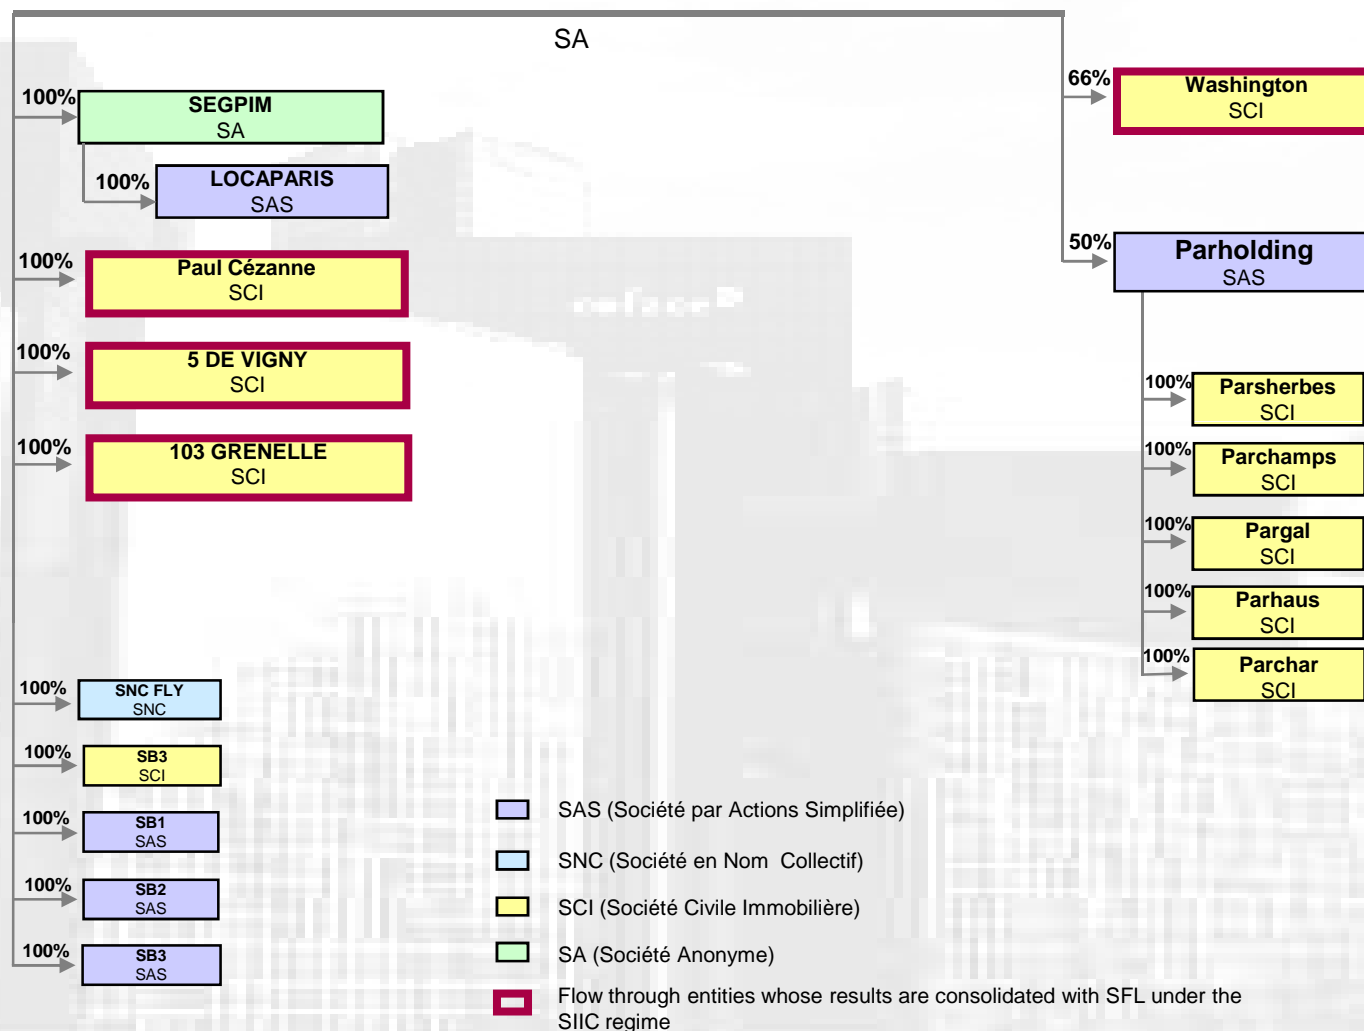 SA
100%
SEGPIM
SA
100%
LOCAPARIS
SAS
100%
Paul Cézanne
SCI
100%
5 DE VIGNY
SCI
100%
103 GRENELLE
SCI
100%
SNC FLY
SNC
100%
SB3
SCI
100%
SB1
SAS
100%
SB2
SAS
100%
SB3
SAS
66%
Washington
SCI
50%
Parholding
SAS
100%
Parsherbes
SCI
100%
Parchamps
SCI
100%
Pargal
SCI
100%
Parhaus
SCI
100%
Parchar
SCI
SAS (Société par Actions Simplifiée)
SNC (Société en Nom Collectif)
SCI (Société Civile Immobilière)
SA (Société Anonyme)
Flow through entities whose results are consolidated with SFL under the
SIIC regime